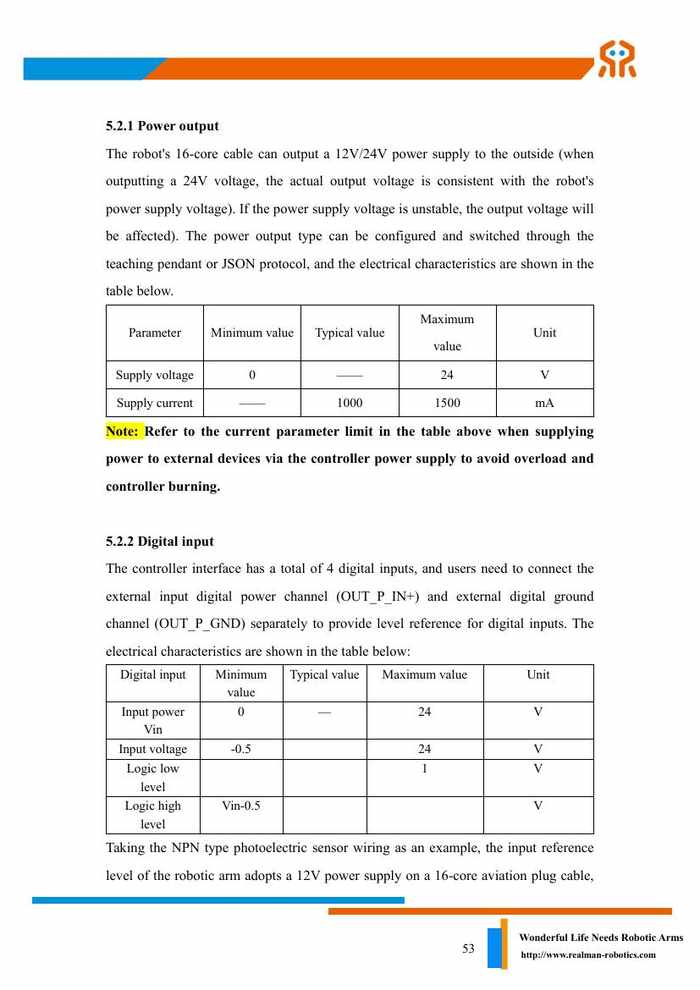 5.2.1 Power output
The robot's 16-core cable can output a 12V/24V power supply to the outside (when
outputting a 24V voltage, the actual output voltage is consistent with the robot's
power supply voltage). If the power supply voltage is unstable, the output voltage will
be affected). The power output type can be configured and switched through the
teaching pendant or JSON protocol, and the electrical characteristics are shown in the
table below.
Parameter Minimum value Typical value Maximum value Unit
Supply voltage 0 —— 24 V
Supply current —— 1000 1500 mA
Note: Refer to the current parameter limit in the table above when supplying
power to external devices via the controller power supply to avoid overload and
controller burning.
5.2.2 Digital input
The controller interface has a total of 4 digital inputs, and users need to connect the
external input digital power channel (OUT_P_IN+) and external digital ground
channel (OUT_P_GND) separately to provide level reference for digital inputs. The
electrical characteristics are shown in the table below:
Digital input Minimum value Typical value Maximum value Unit
Input power Vin 0 — 24 V
Input voltage -0.5 24 V
Logic low level 1 V
Logic high level Vin-0.5 V
Taking the NPN type photoelectric sensor wiring as an example, the input reference
level of the robotic arm adopts a 12V power supply on a 16-core aviation plug cable,
53
Wonderful Life Needs Robotic Arms
http://www.realman-robotics.com